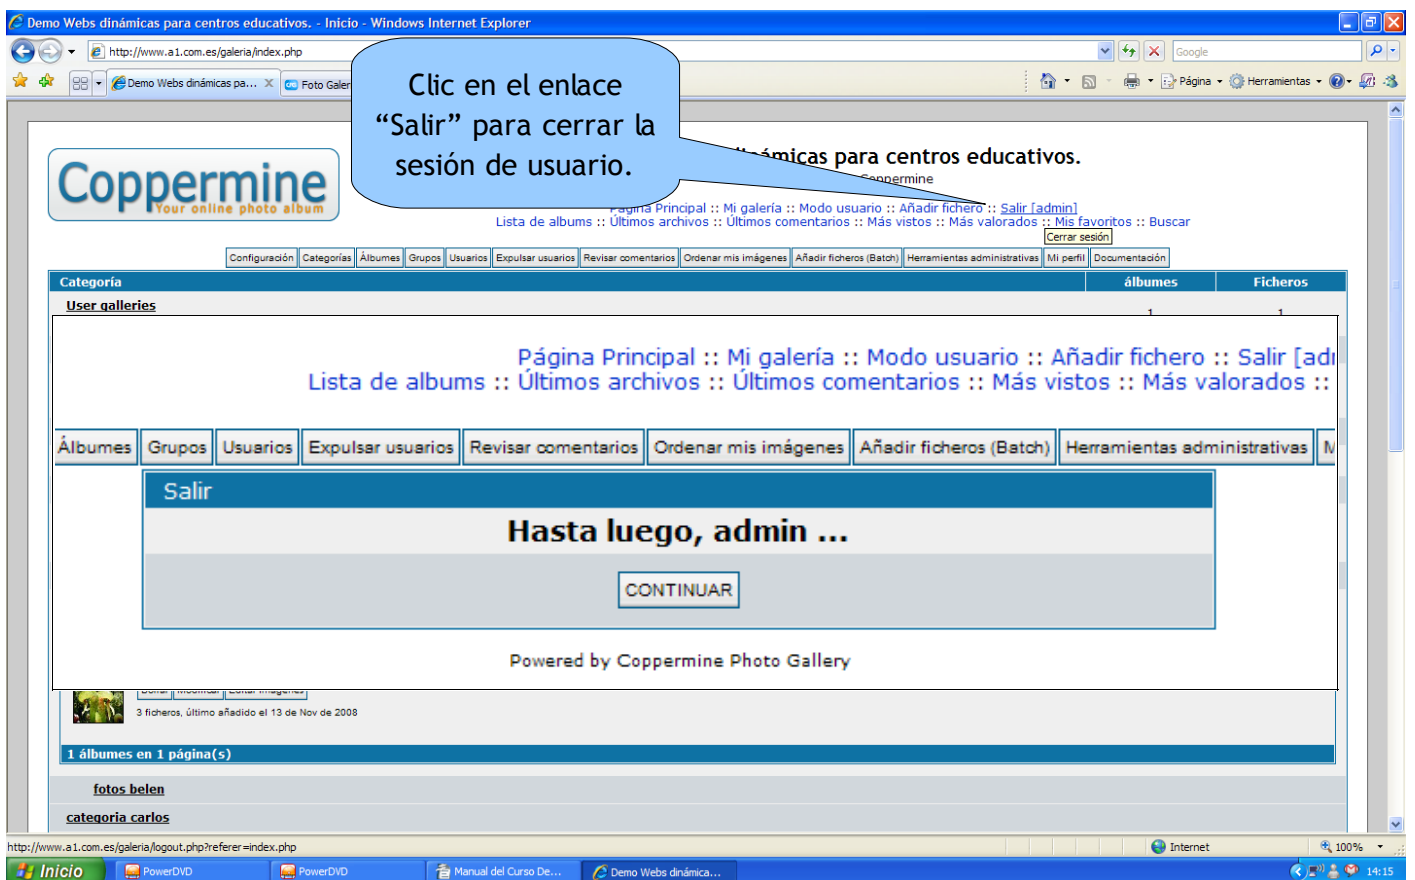 Demo Webs dinámicas para centros educativos. - Inicio - Windows Internet Explorer
http://www.a1.com.es/galeria/index.php
Google
Demo Webs dinámicas pa... X
Foto Galer
Página
Herramientas
Clic en el enlace
“Salir” para cerrar la
sesión de usuario.
Coppermine
Your online photo album
námicas para centros educativos.
Coppermine
Página Principal :: Mi galería :: Modo usuario :: Añadir fichero :: Salir [admin]
Lista de albums :: Últimos archivos :: Últimos comentarios :: Más vistos :: Más valorados :: Mis favoritos :: Buscar
Cerrar sesión
Configuración Categorías Álbumes Grupos Usuarios Expulsar usuarios Revisar comentarios Ordenar mis imágenes Añadir ficheros (Batch) Herramientas administrativas Mi perfil Documentación
Categoría álbumes Ficheros
User galleries
1 1
Página Principal :: Mi galería :: Modo usuario :: Añadir fichero :: Salir [adm
Lista de albums :: Últimos archivos :: Últimos comentarios :: Más vistos :: Más valorados ::
Álbumes Grupos Usuarios Expulsar usuarios Revisar comentarios Ordenar mis imágenes Añadir ficheros (Batch) Herramientas administrativas M
Salir
Hasta luego, admin ...
CONTINUAR
Powered by Coppermine Photo Gallery
3 ficheros, último añadido el 13 de Nov de 2008
1 álbumes en 1 página(s)
fotos belen
categoria carlos
http://www.a1.com.es/galeria/logout.php?referer=index.php
Internet
100%
Inicio
PowerDVD
PowerDVD
Manual del Curso De...
Demo Webs dinámica...
14:15